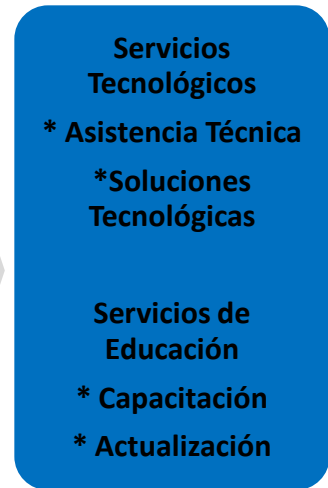 Servicios
Tecnológicos
* Asistencia Técnica
*Soluciones
Tecnológicas
Servicios de
Educación
* Capacitación
* Actualización